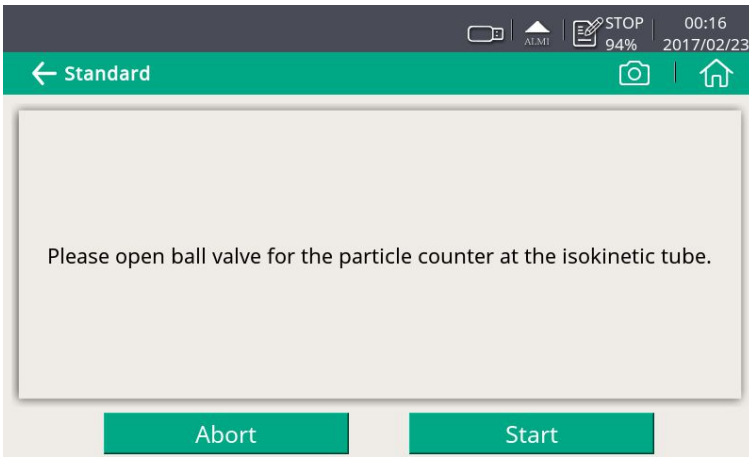 STOP 00:16
ALM1 94% 2017/02/23
Standard
Please open ball valve for the particle counter at the isokinetic tube.
Abort Start